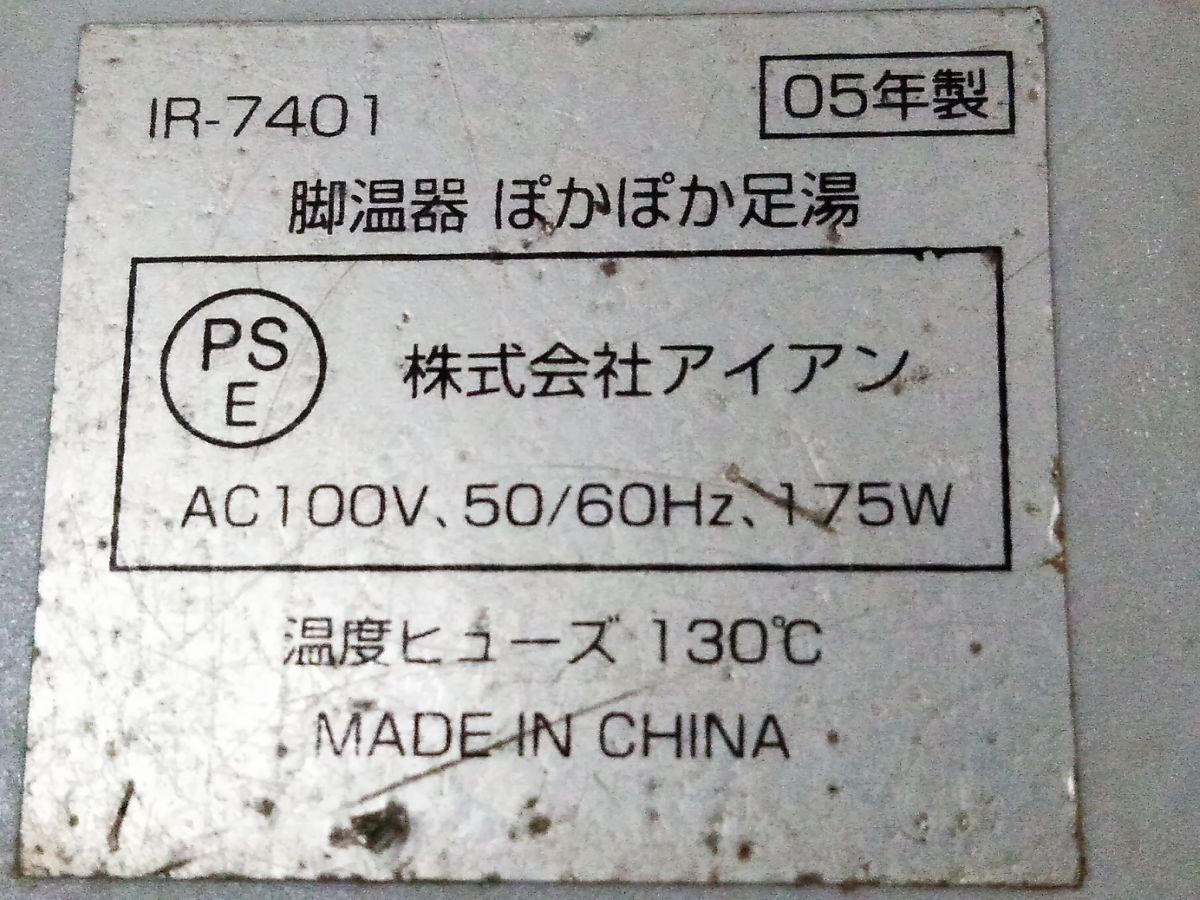 IR-7401
05年製
脚温器 ぽかぽか足湯
PS
E
株式会社アイアン
AC100V、50/60Hz、175W
温度ヒューズ 130℃
MADE IN CHINA